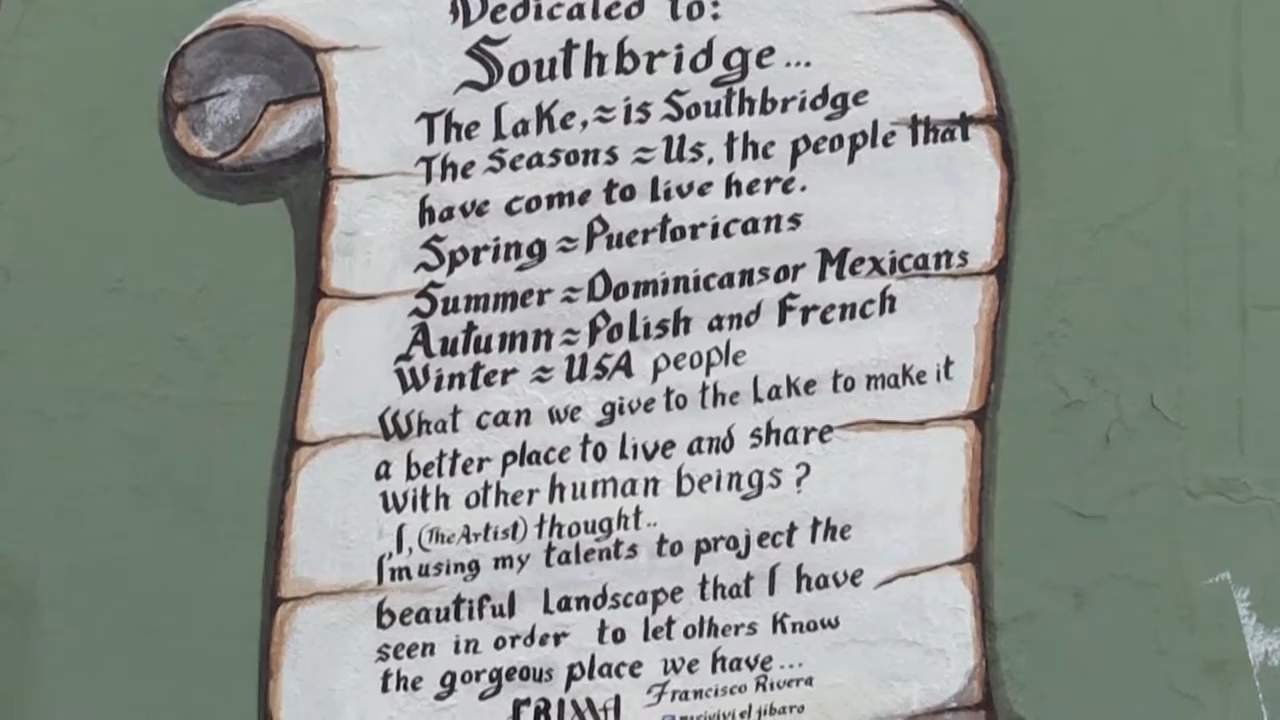 Dedicated to:
Southbridge...
The Lake,≈is Southbridge
The Seasons ≈Us, the people that
have come to live here.
Spring ≈Puertoricans
Summer ≈Dominicansor Mexicans
Autumn≈Polish and French
Winter ≈ USA people
What can we give to the Lake to make it
a better place to live and share
with other human beings?
I, (The Artist) thought..
I'm using my talents to project the
beautiful Landscape that I have
seen in order to let others Know
the gorgeous place we have...
Francisco Rivera
el jibaro